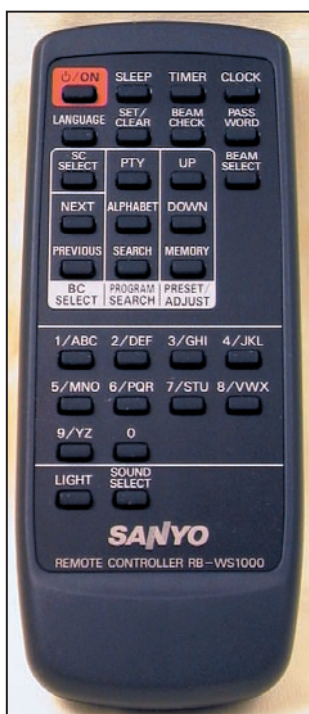 ⏻/ON SLEEP TIMER CLOCK
LANGUAGE SET/CLEAR BEAM CHECK PASS WORD
SC SELECT PTY UP BEAM SELECT
NEXT ALPHABET DOWN
PREVIOUS SEARCH MEMORY
BC SELECT PROGRAM SEARCH PRESET/ADJUST
1/ABC 2/DEF 3/GHI 4/JKL
5/MNO 6/PQR 7/STU 8/VWX
9/YZ 0
LIGHT SOUND SELECT
SANYO
REMOTE CONTROLLER RB-WS1000